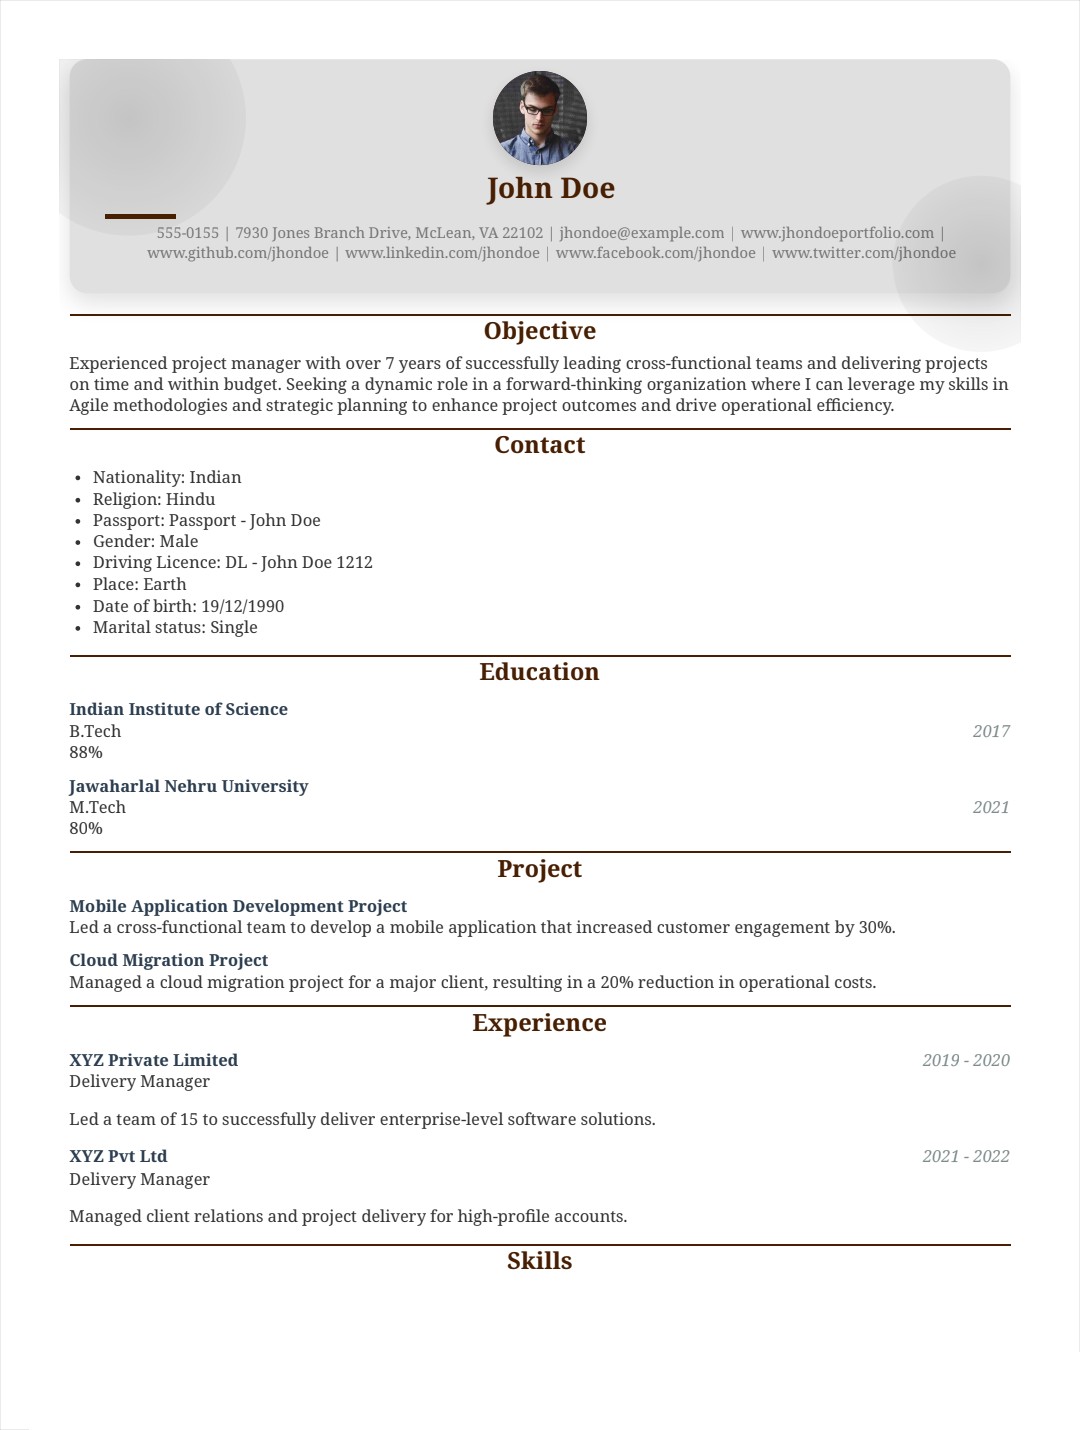 John Doe
555-0155 | 7930 Jones Branch Drive, McLean, VA 22102 | jhondoe@example.com | www.jhondoeportfolio.com |
www.github.com/jhondoe | www.linkedin.com/jhondoe | www.facebook.com/jhondoe | www.twitter.com/jhondoe
Objective
Experienced project manager with over 7 years of successfully leading cross-functional teams and delivering projects
on time and within budget. Seeking a dynamic role in a forward-thinking organization where I can leverage my skills in
Agile methodologies and strategic planning to enhance project outcomes and drive operational efficiency.
Contact
• Nationality: Indian
• Religion: Hindu
• Passport: Passport - John Doe
• Gender: Male
• Driving Licence: DL - John Doe 1212
• Place: Earth
• Date of birth: 19/12/1990
• Marital status: Single
Education
Indian Institute of Science
B.Tech 2017
88%
Jawaharlal Nehru University
M.Tech 2021
80%
Project
Mobile Application Development Project
Led a cross-functional team to develop a mobile application that increased customer engagement by 30%.
Cloud Migration Project
Managed a cloud migration project for a major client, resulting in a 20% reduction in operational costs.
Experience
XYZ Private Limited 2019 - 2020
Delivery Manager
Led a team of 15 to successfully deliver enterprise-level software solutions.
XYZ Pvt Ltd 2021 - 2022
Delivery Manager
Managed client relations and project delivery for high-profile accounts.
Skills